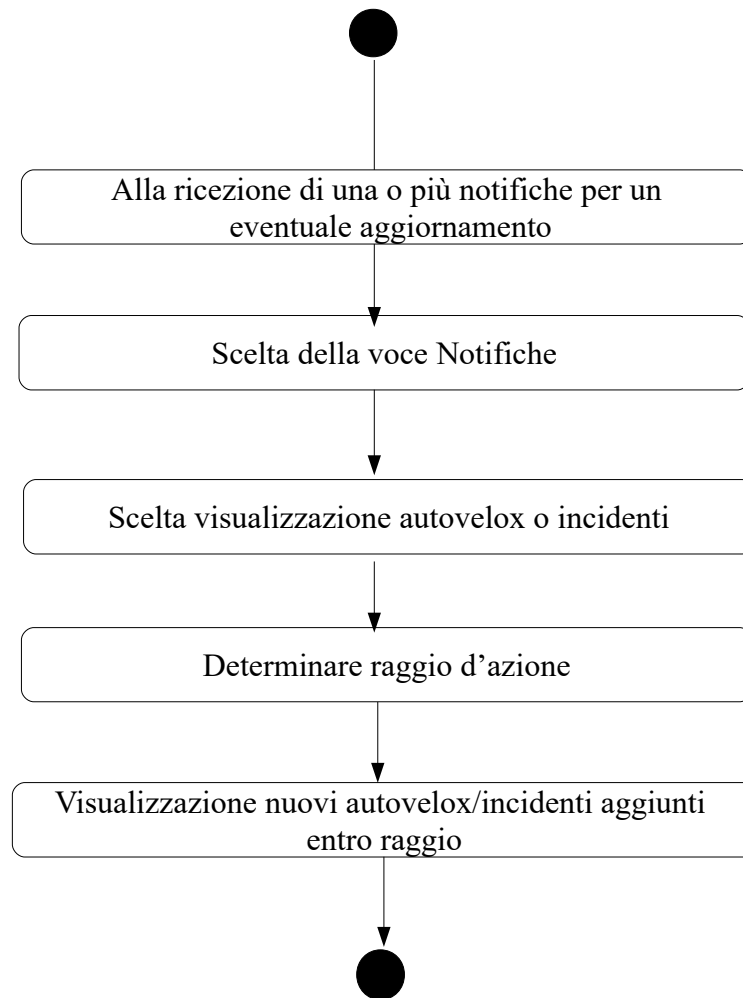 Alla ricezione di una o più notifiche per un
eventuale aggiornamento
Scelta della voce Notifiche
Scelta visualizzazione autovelox o incidenti
Determinare raggio d’azione
Visualizzazione nuovi autovelox/incidenti aggiunti
entro raggio